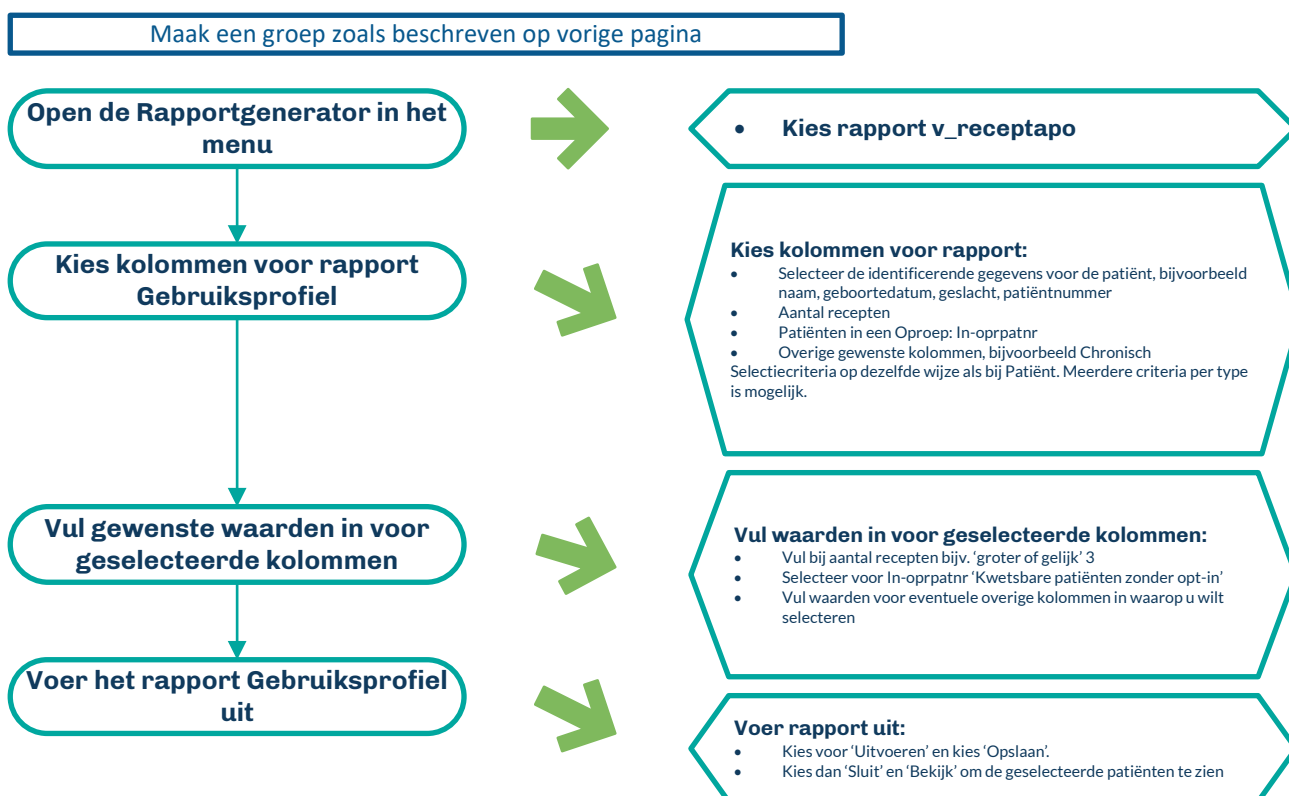 Maak een groep zoals beschreven op vorige pagina
Open de Rapportgenerator in het
menu
• Kies rapport v_receptapo
Kies kolommen voor rapport
Gebruiksprofiel
Kies kolommen voor rapport:
• Selecteer de identificerende gegevens voor de patiënt, bijvoorbeeld
naam, geboortedatum, geslacht, patiëntnummer
• Aantal recepten
• Patiënten in een Oproep: In-oprpatnr
• Overige gewenste kolommen, bijvoorbeeld Chronisch
Selectiecriteria op dezelfde wijze als bij Patiënt. Meerdere criteria per type
is mogelijk.
Vul gewenste waarden in voor
geselecteerde kolommen
Vul waarden in voor geselecteerde kolommen:
• Vul bij aantal recepten bijv. ‘groter of gelijk’ 3
• Selecteer voor In-oprpatnr ‘Kwetsbare patiënten zonder opt-in’
• Vul waarden voor eventuele overige kolommen in waarop u wilt
selecteren
Voer het rapport Gebruiksprofiel
uit
Voer rapport uit:
• Kies voor ‘Uitvoeren’ en kies ‘Opslaan’.
• Kies dan ‘Sluit’ en ‘Bekijk’ om de geselecteerde patiënten te zien